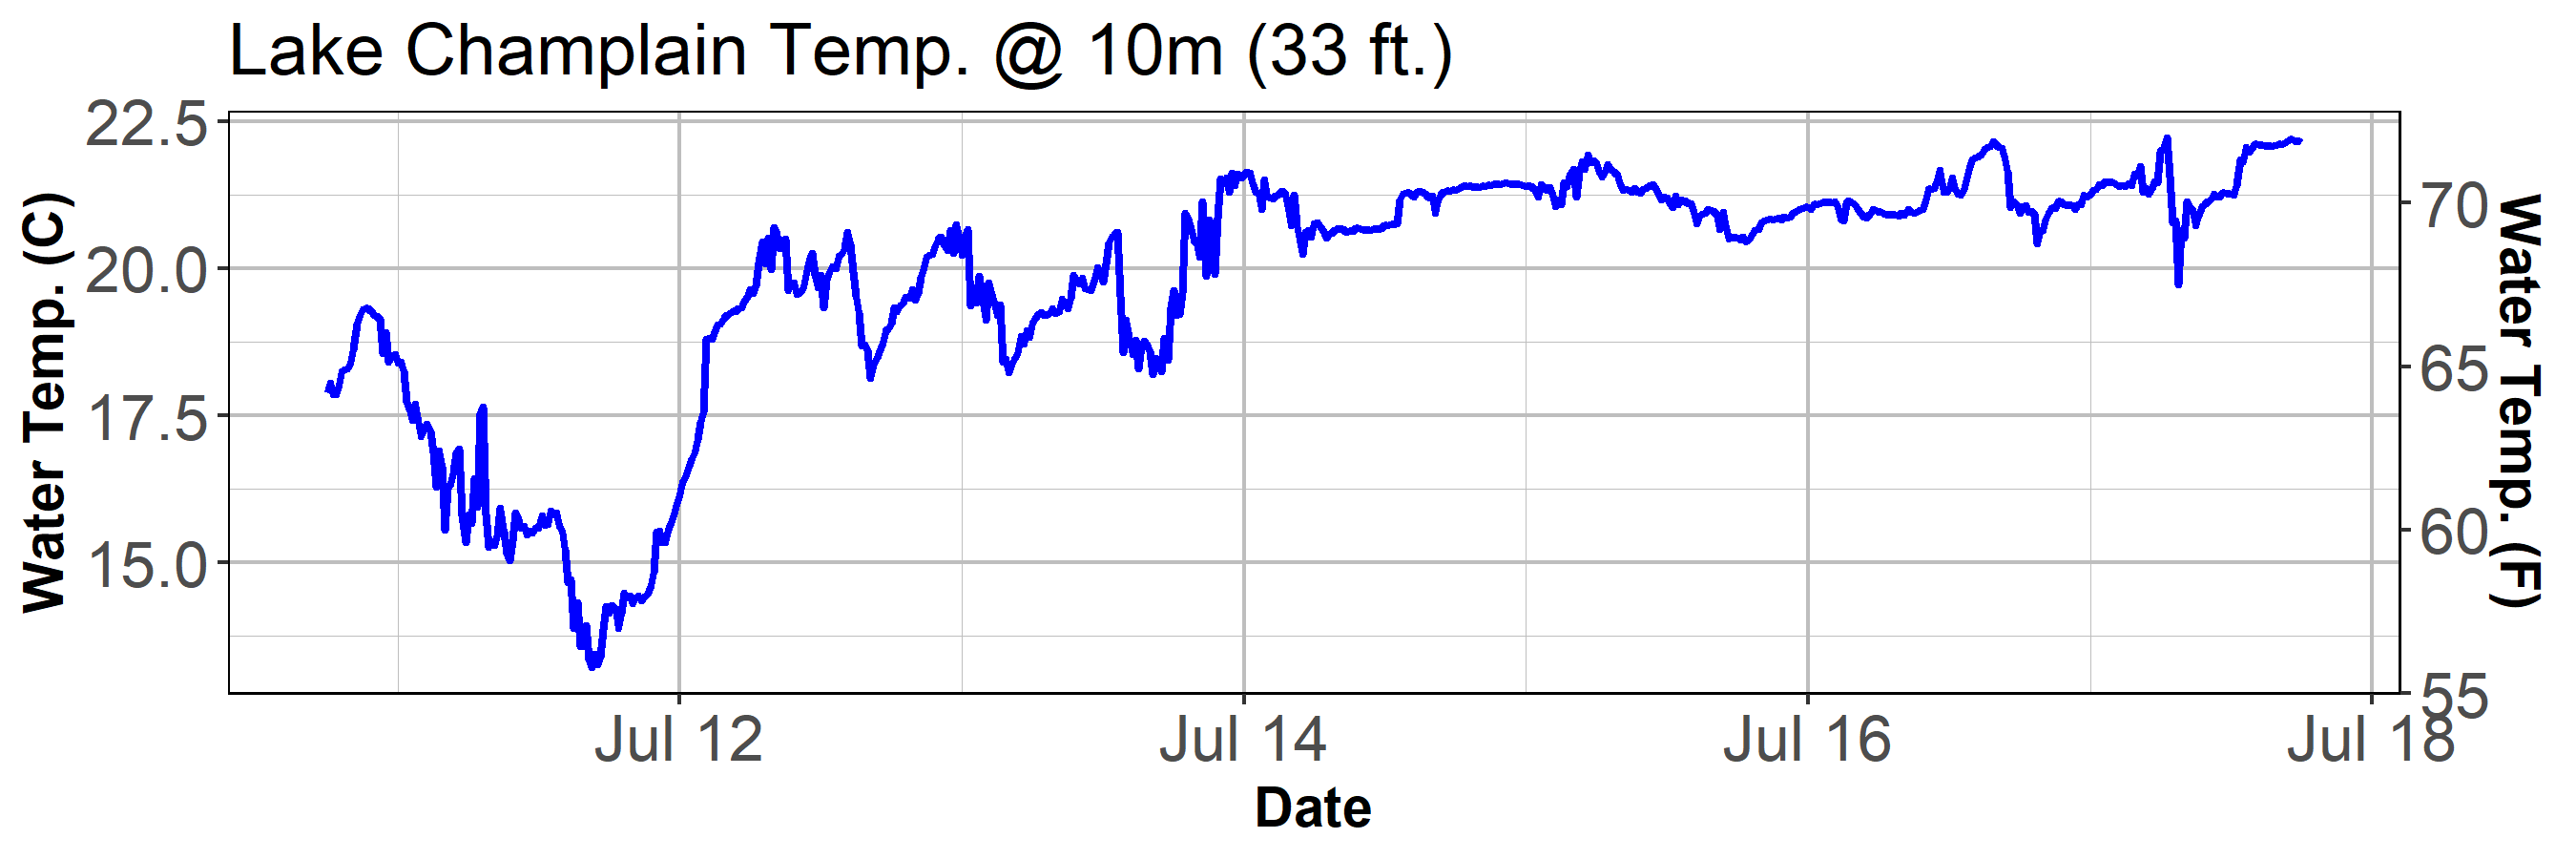 Lake Champlain Temp. @ 10m (33 ft.)
Water Temp. (C)
22.5
20.0
17.5
15.0
70
65
60
55
Water Temp. (F)
Jul 12
Jul 14
Jul 16
Jul 18
Date